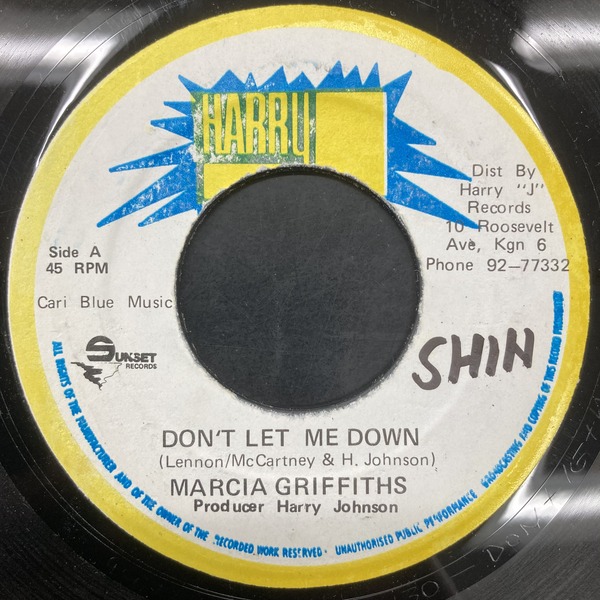 HARRY
Dist By
Harry "J"
Records
10 Roosevelt
Ave, Kgn 6
Phone 92—77332
Side A
45 RPM
Cari Blue Music
SUNSET
RECORDS
SHIN
DON'T LET ME DOWN
(Lennon/McCartney & H. Johnson)
MARCIA GRIFFITHS
Producer Harry Johnson
ALL RIGHTS OF THE MANUFACTURER AND OF THE OWNER OF THE RECORDED WORK RESERVED · UNAUTHORISED PUBLIC PERFORMANCE BROADCASTING AND COPYING OF THIS RECORD PROHIBITED